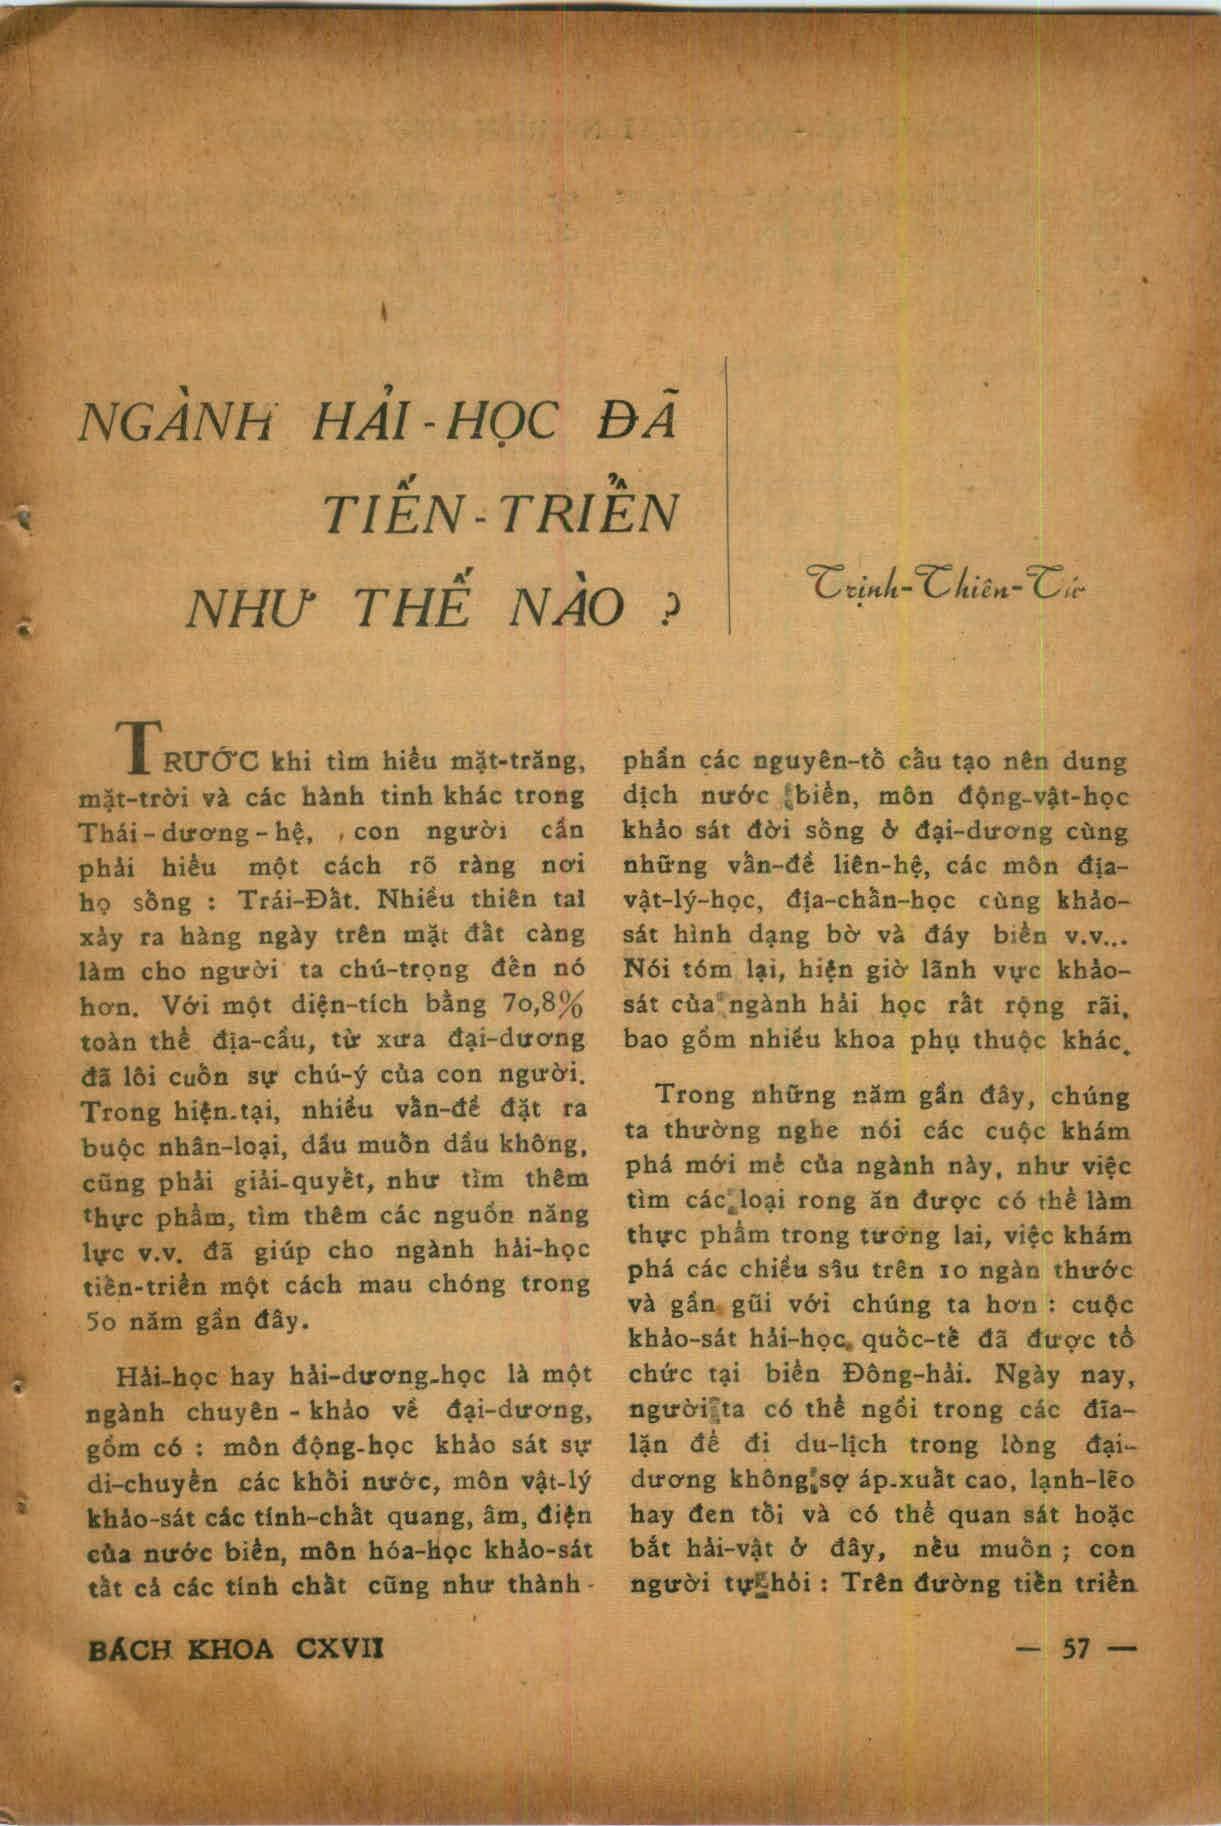 NGÀNH HẢI-HỌC ĐÃ
TIẾN-TRIỂN
NHƯ THẾ NÀO ?
Trịnh-Thiên-Tứ
TRƯỚC khi tìm hiểu mặt-trăng,
mặt-trời và các hành tinh khác trong
Thái-dương-hệ, con người cần
phải hiểu một cách rõ ràng nơi
họ sống : Trái-Đất. Nhiều thiên tai
xảy ra hàng ngày trên mặt đất càng
làm cho người ta chú-trọng đến nó
hơn. Với một diện-tích bằng 70,8%
toàn thể địa-cầu, từ xưa đại-dương
đã lôi cuốn sự chú-ý của con người.
Trong hiện-tại, nhiều vấn-đề đặt ra
buộc nhân-loại, dầu muốn dầu không,
cũng phải giải-quyết, như tìm thêm
thực phẩm, tìm thêm các nguồn năng
lực v.v. đã giúp cho ngành hải-học
tiến-triển một cách mau chóng trong
50 năm gần đây.
Hải-học hay hải-dương-học là một
ngành chuyên-khảo về đại-dương,
gồm có : môn động-học khảo sát sự
di-chuyển các khối nước, môn vật-lý
khảo-sát các tính-chất quang, âm, điện
của nước biển, môn hóa-học khảo-sát
tất cả các tính chất cũng như thành-
phần các nguyên-tố cấu tạo nên dung
dịch nước biển, môn động-vật-học
khảo sát đời sống ở đại-dương cùng
những vấn-đề liên-hệ, các môn địa-
vật-lý-học, địa-chấn-học cùng khảo-
sát hình dạng bờ và đáy biển v.v...
Nói tóm lại, hiện giờ lãnh vực khảo-
sát của ngành hải học rất rộng rãi,
bao gồm nhiều khoa phụ thuộc khác.
Trong những năm gần đây, chúng
ta thường nghe nói các cuộc khám
phá mới mẻ của ngành này, như việc
tìm các loại rong ăn được có thể làm
thực phẩm trong tương lai, việc khám
phá các chiều sâu trên 10 ngàn thước
và gần gũi với chúng ta hơn : cuộc
khảo-sát hải-học quốc-tế đã được tổ
chức tại biển Đông-hải. Ngày nay,
người ta có thể ngồi trong các đĩa-
lặn để đi du-lịch trong lòng đại-
dương không sợ áp-xuất cao, lạnh-lẽo
hay đen tối và có thể quan sát hoặc
bắt hải-vật ở đây, nếu muốn ; con
người tự hỏi : Trên đường tiến triển
BÁCH KHOA CXVII
— 57 —